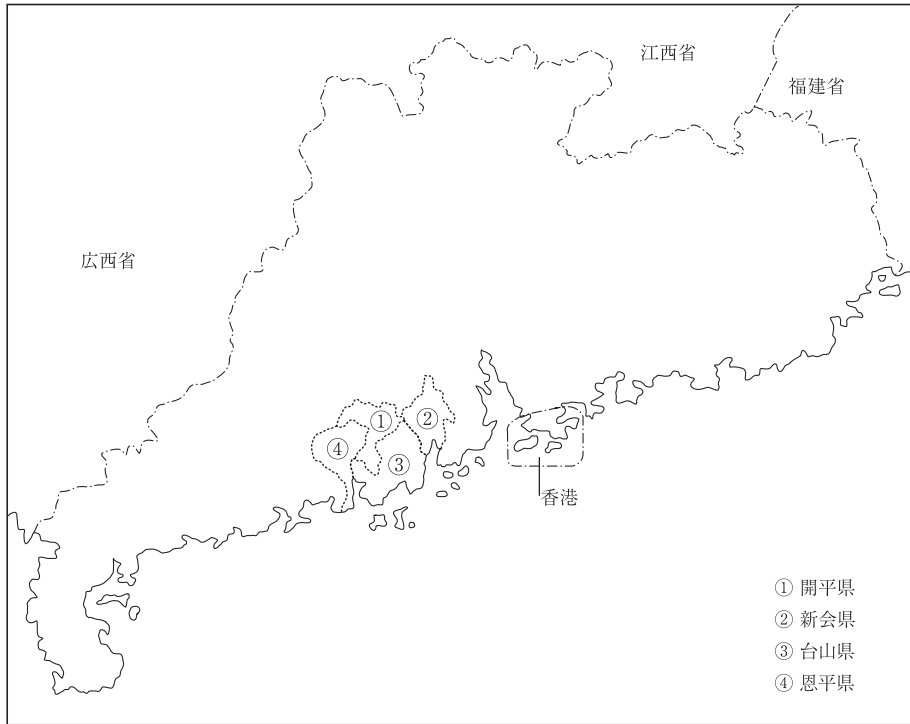 江西省
福建省
広西省
①
②
④
③
香港
① 開平県
② 新会県
③ 台山県
④ 恩平県